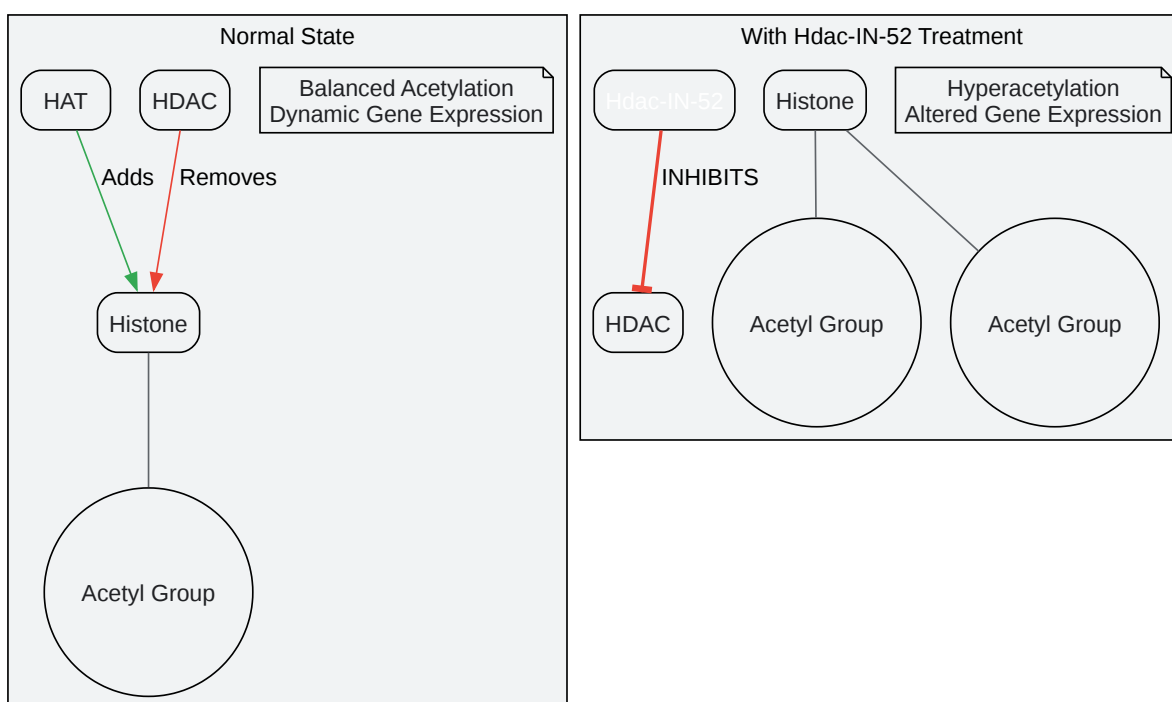 Normal State
HAT
HDAC
Balanced Acetylation
Dynamic Gene Expression
Adds
Removes
Histone
Acetyl Group
With Hdac-IN-52 Treatment
Hdac-IN-52
Histone
Hyperacetylation
Altered Gene Expression
INHIBITS
HDAC
Acetyl Group
Acetyl Group